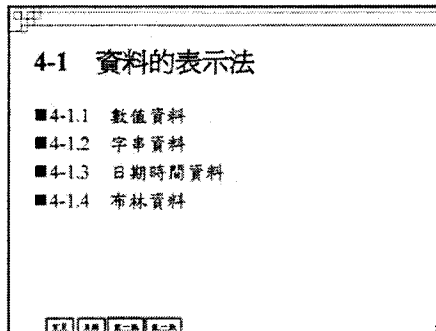 4-1 資料的表示法
■4-1.1 數值資料
■4-1.2 字串資料
■4-1.3 日期時間資料
■4-1.4 布林資料